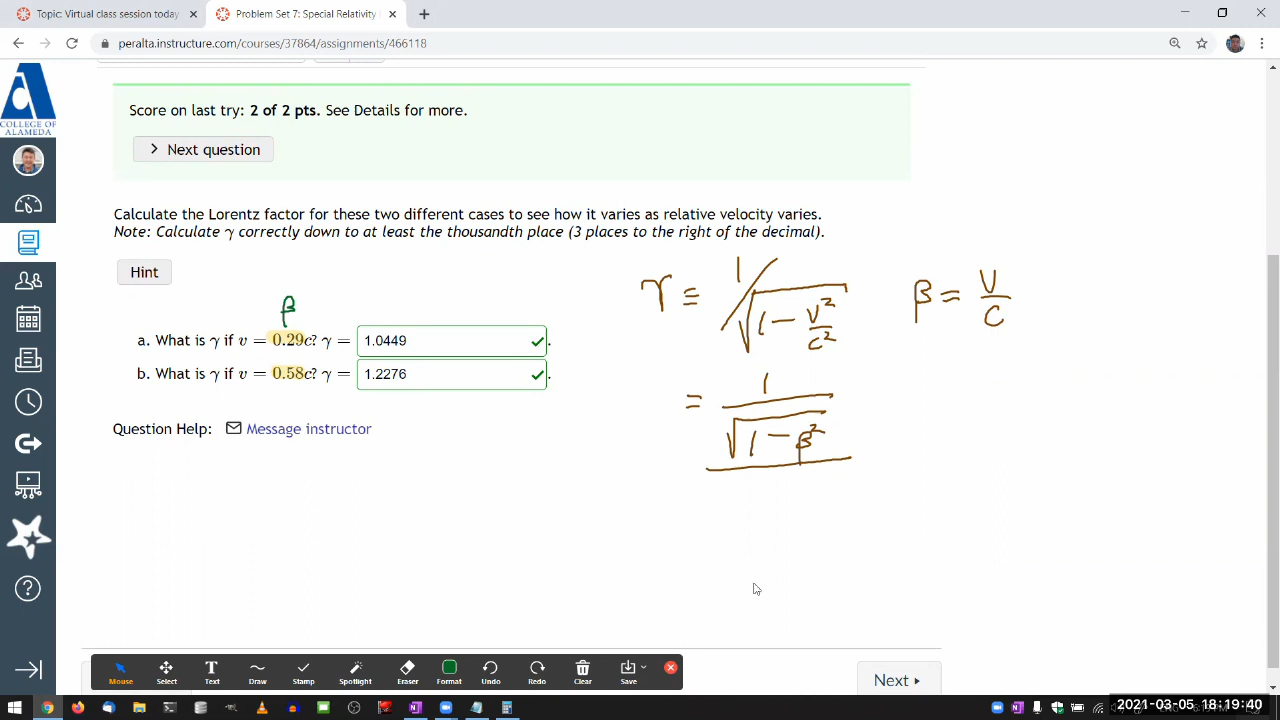 Topic: Virtual class session today
Problem Set 7: Special Relativity
peralta.instructure.com/courses/37864/assignments/466118
COLLEGE OF
ALAMEDA
Score on last try: 2 of 2 pts. See Details for more.
Next question
Calculate the Lorentz factor for these two different cases to see how it varies as relative velocity varies.
Note: Calculate γ correctly down to at least the thousandth place (3 places to the right of the decimal).
Hint
β
γ ≡ 1/√(1 − v²/c²)
β = v/c
a. What is γ if v = 0.29c? γ = 1.0449 .
b. What is γ if v = 0.58c? γ = 1.2276 .
= 1/√(1 − β²)
Question Help: Message instructor
Next
Mouse Select Text Draw Stamp Spotlight Eraser Format Undo Redo Clear Save
2021-03-05 18:19:40